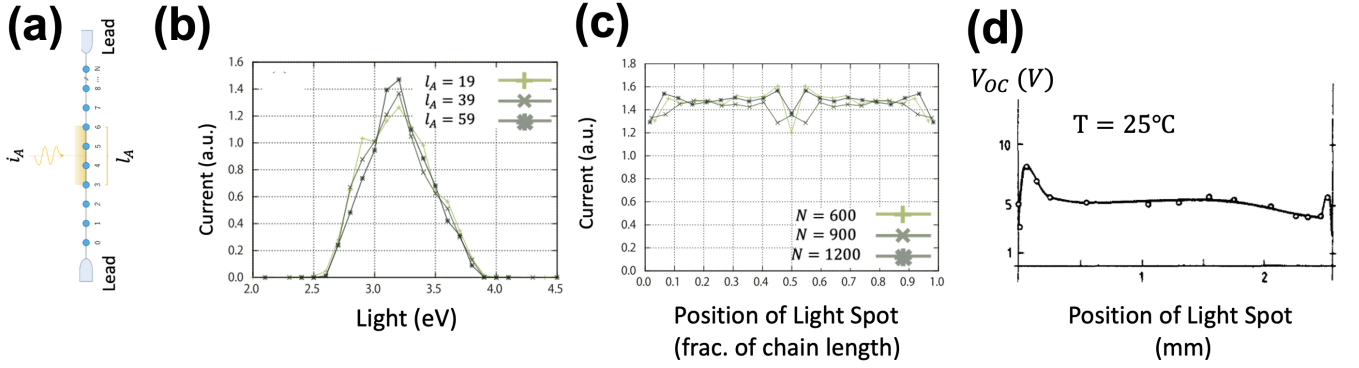 (a)
Lead
N
...
8
7
6
5
4
3
2
1
0
i_A
l_A
Lead
(b)
1.6
1.4
1.2
1.0
0.8
0.6
0.4
0.2
0.0
Current (a.u.)
l_A = 19
l_A = 39
l_A = 59
2.0 2.5 3.0 3.5 4.0 4.5
Light (eV)
(c)
1.8
1.6
1.4
1.2
1.0
0.8
0.6
0.4
0.2
0.0
Current (a.u.)
N = 600
N = 900
N = 1200
0.0 0.1 0.2 0.3 0.4 0.5 0.6 0.7 0.8 0.9 1.0
Position of Light Spot
(frac. of chain length)
(d)
V_OC (V)
T = 25°C
10
5
1
1 2
Position of Light Spot
(mm)